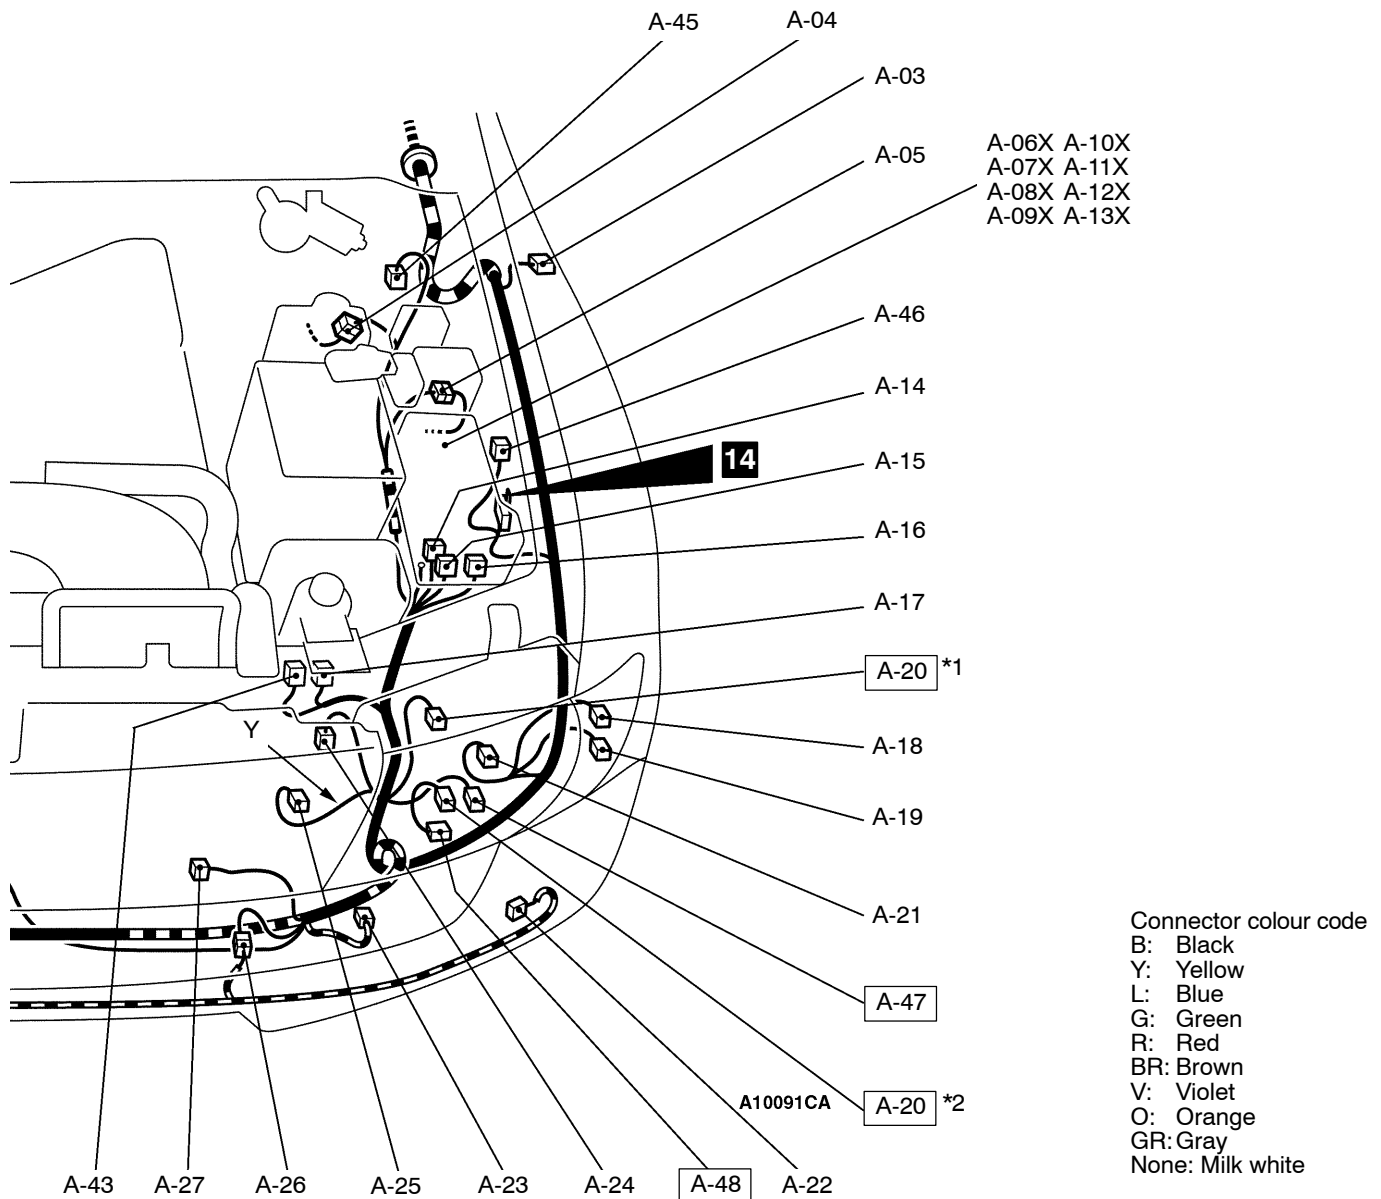 A-45
A-04
A-03
A-05
A-06X A-10X
A-07X A-11X
A-08X A-12X
A-09X A-13X
A-46
A-14
14
A-15
A-16
A-17
A-20 *1
Y
A-18
A-19
A-21
A-47
A10091CA
A-20 *2
A-43
A-27
A-26
A-25
A-23
A-24
A-48
A-22
Connector colour code
B: Black
Y: Yellow
L: Blue
G: Green
R: Red
BR: Brown
V: Violet
O: Orange
GR: Gray
None: Milk white